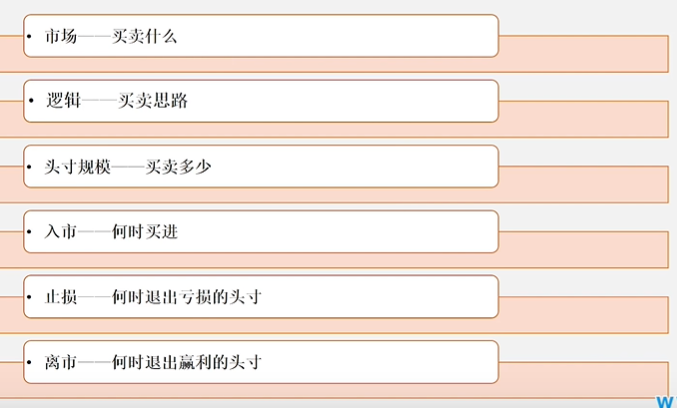 • 市场——买卖什么
• 逻辑——买卖思路
• 头寸规模——买卖多少
• 入市——何时买进
• 止损——何时退出亏损的头寸
• 离市——何时退出赢利的头寸
W